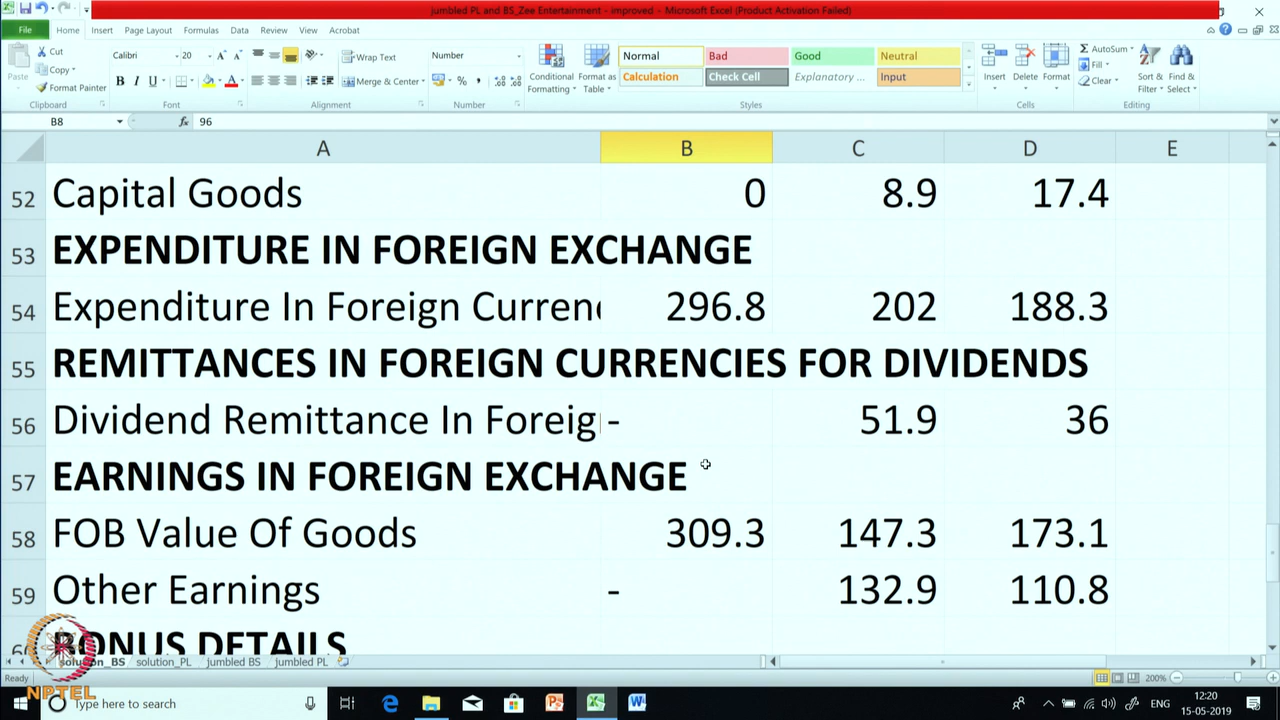 jumbled PL and BS_Zee Entertainment - improved - Microsoft Excel (Product Activation Failed)
File Home Insert Page Layout Formulas Data Review View Acrobat
Cut
Copy
Format Painter
Paste
Clipboard
Calibri 20
B I U
Font
Wrap Text
Merge & Center
Alignment
Number
%
Number
Conditional Formatting
Format as Table
Normal Bad Good Neutral
Calculation Check Cell Explanatory ... Input
Styles
Insert Delete Format
Cells
AutoSum
Fill
Clear
Sort & Filter
Find & Select
Editing
B8 fx 96
A B C D E
52 Capital Goods 0 8.9 17.4
53 EXPENDITURE IN FOREIGN EXCHANGE
54 Expenditure In Foreign Curren 296.8 202 188.3
55 REMITTANCES IN FOREIGN CURRENCIES FOR DIVIDENDS
56 Dividend Remittance In Foreig - 51.9 36
57 EARNINGS IN FOREIGN EXCHANGE
58 FOB Value Of Goods 309.3 147.3 173.1
59 Other Earnings - 132.9 110.8
BONUS DETAILS
solution_BS solution_PL jumbled BS jumbled PL
Ready 200%
NPTEL
Type here to search
ENG
12:20
15-05-2019